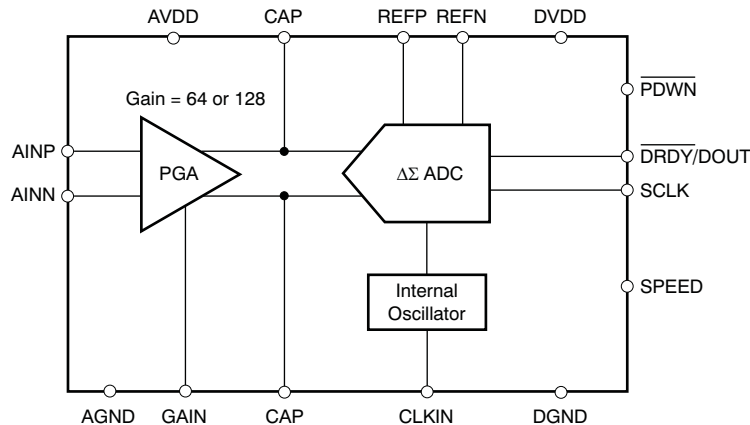 AVDD
CAP
REFP
REFN
DVDD
PDWN
Gain = 64 or 128
AINP
PGA
ΔΣ ADC
DRDY/DOUT
AINN
SCLK
Internal
Oscillator
SPEED
AGND
GAIN
CAP
CLKIN
DGND